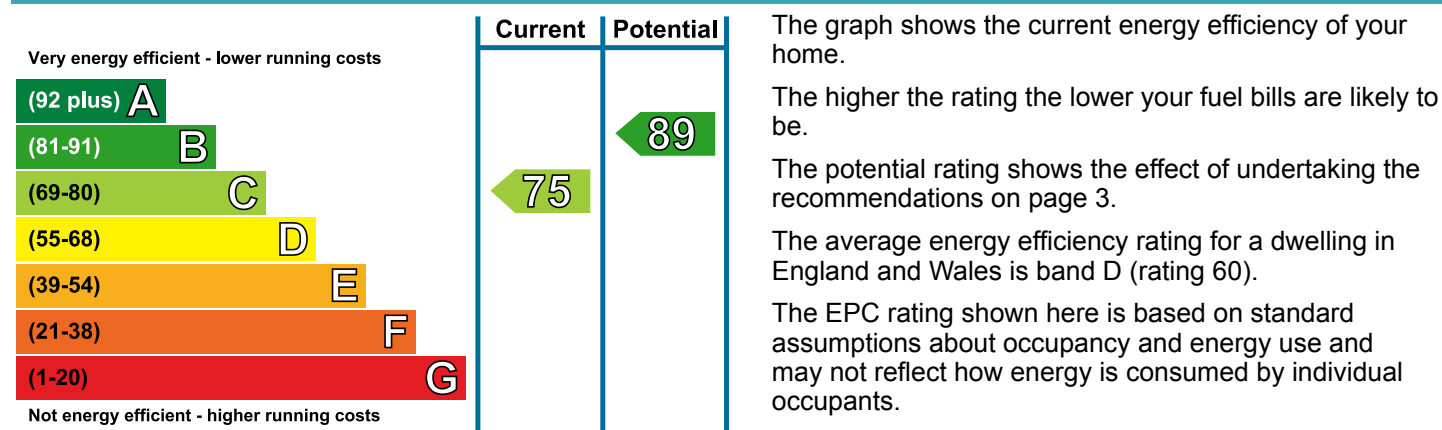 Current Potential
Very energy efficient - lower running costs
(92 plus) A
(81-91) B
89
(69-80) C
75
(55-68) D
(39-54) E
(21-38) F
(1-20) G
Not energy efficient - higher running costs
The graph shows the current energy efficiency of your
home.
The higher the rating the lower your fuel bills are likely to
be.
The potential rating shows the effect of undertaking the
recommendations on page 3.
The average energy efficiency rating for a dwelling in
England and Wales is band D (rating 60).
The EPC rating shown here is based on standard
assumptions about occupancy and energy use and
may not reflect how energy is consumed by individual
occupants.